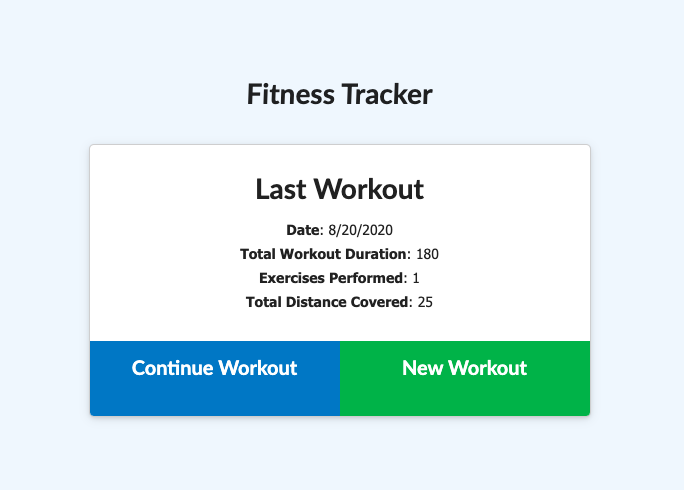 Fitness Tracker
Last Workout
Date: 8/20/2020
Total Workout Duration: 180
Exercises Performed: 1
Total Distance Covered: 25
Continue Workout
New Workout